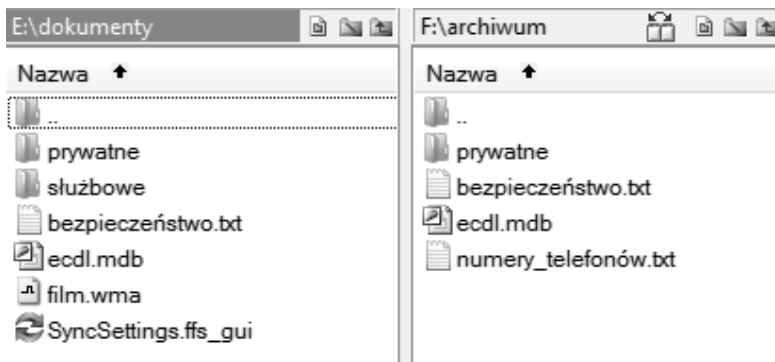 E:\dokumenty
Nazwa
..
prywatne
służbowe
bezpieczeństwo.txt
ecdl.mdb
film.wma
SyncSettings.ffs_gui
F:\archiwum
Nazwa
..
prywatne
bezpieczeństwo.txt
ecdl.mdb
numery_telefonów.txt